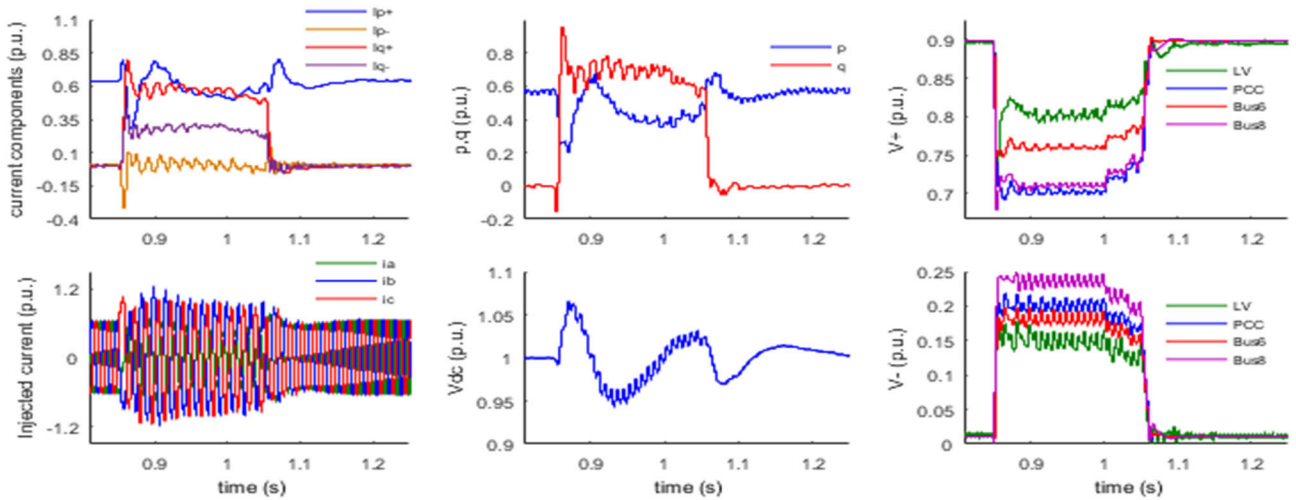 current components (p.u.)
1.1
0.85
0.6
0.35
0.1
-0.15
-0.4
0.9
1
1.1
1.2
Ip+
Ip-
Iq+
Iq-
p,q (p.u.)
0.8
0.6
0.4
0.2
0
-0.2
0.9
1
1.1
1.2
p
q
V+ (p.u.)
0.9
0.85
0.8
0.75
0.7
0.9
1
1.1
1.2
LV
PCC
Bus6
Bus8
Injected current (p.u.)
1.2
0
-1.2
0.9
1
1.1
1.2
time (s)
ia
ib
ic
Vdc (p.u.)
1.1
1.05
1
0.95
0.9
0.9
1
1.1
1.2
time (s)
V- (p.u.)
0.25
0.2
0.15
0.1
0.05
0
0.9
1
1.1
1.2
time (s)
LV
PCC
Bus6
Bus8